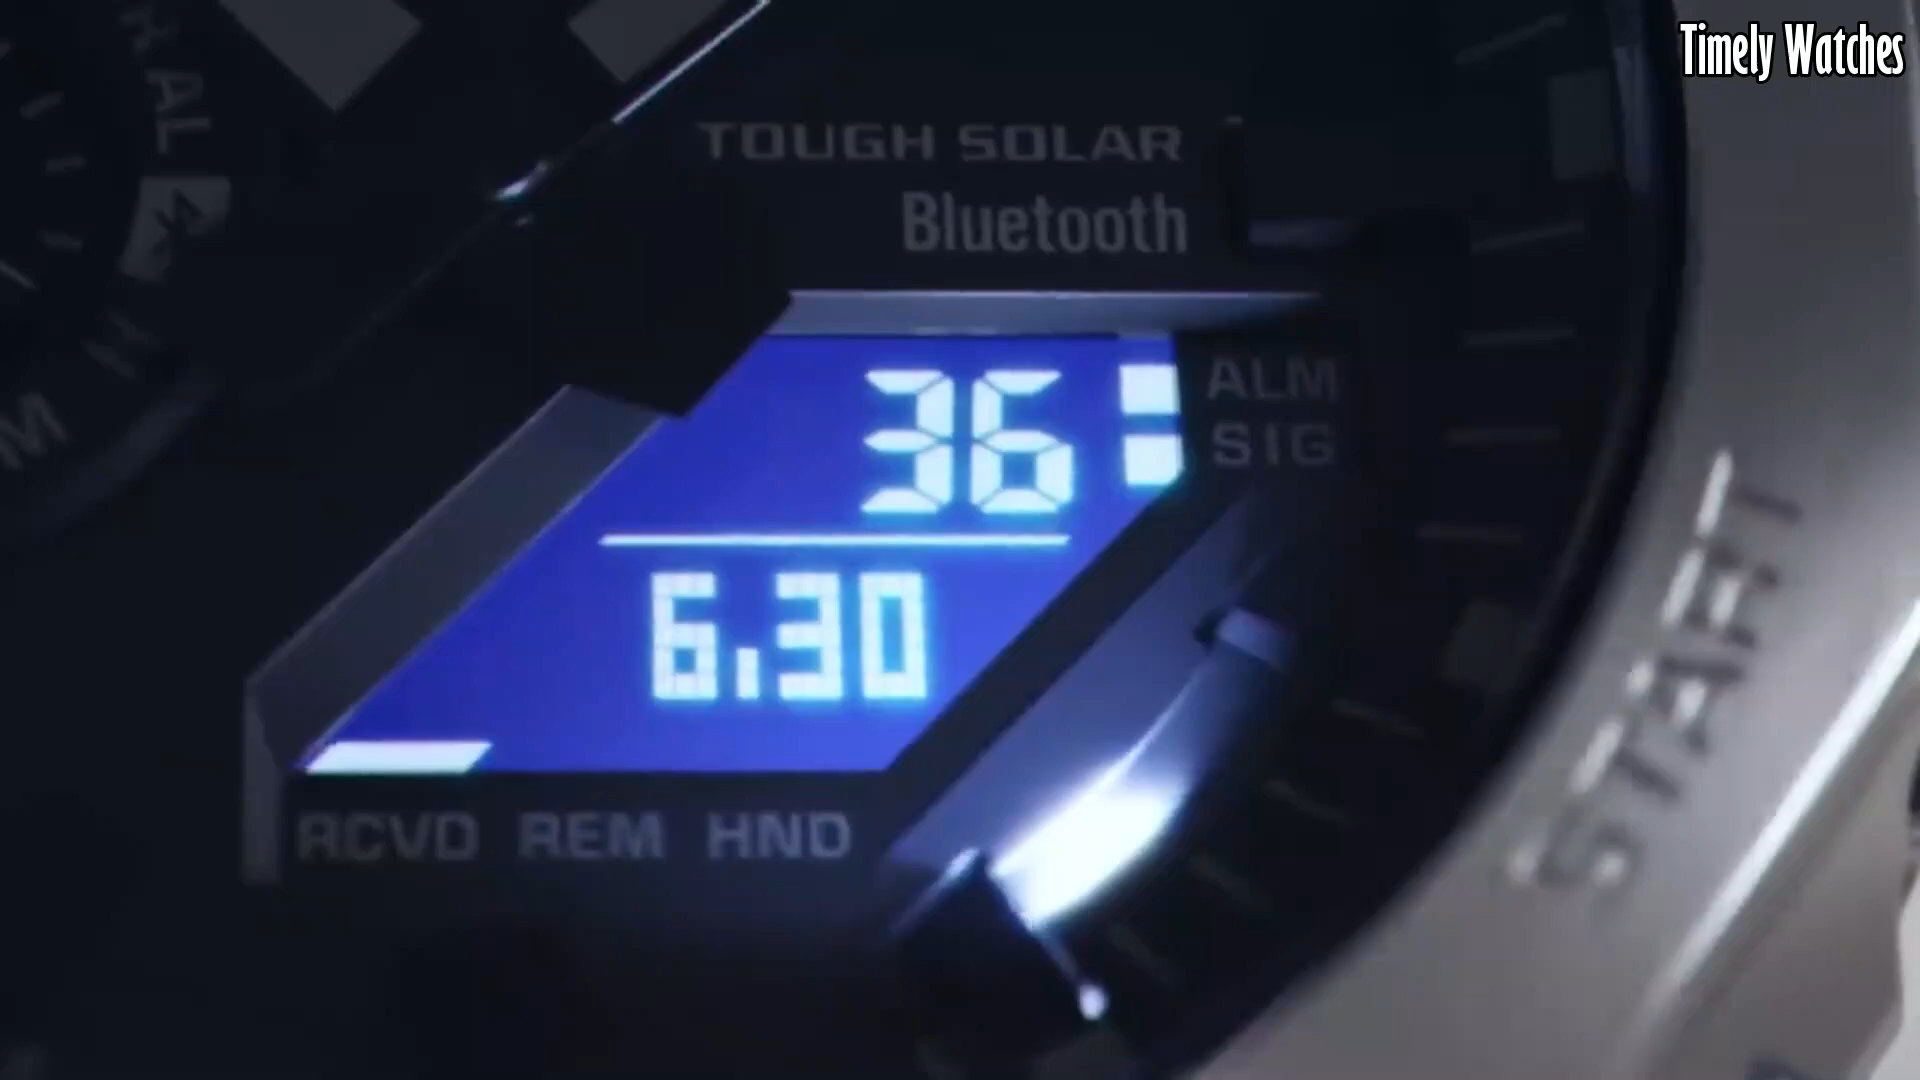 Timely Watches
TOUGH SOLAR
Bluetooth
36
ALM
SIG
6.30
RCVD REM HND
START